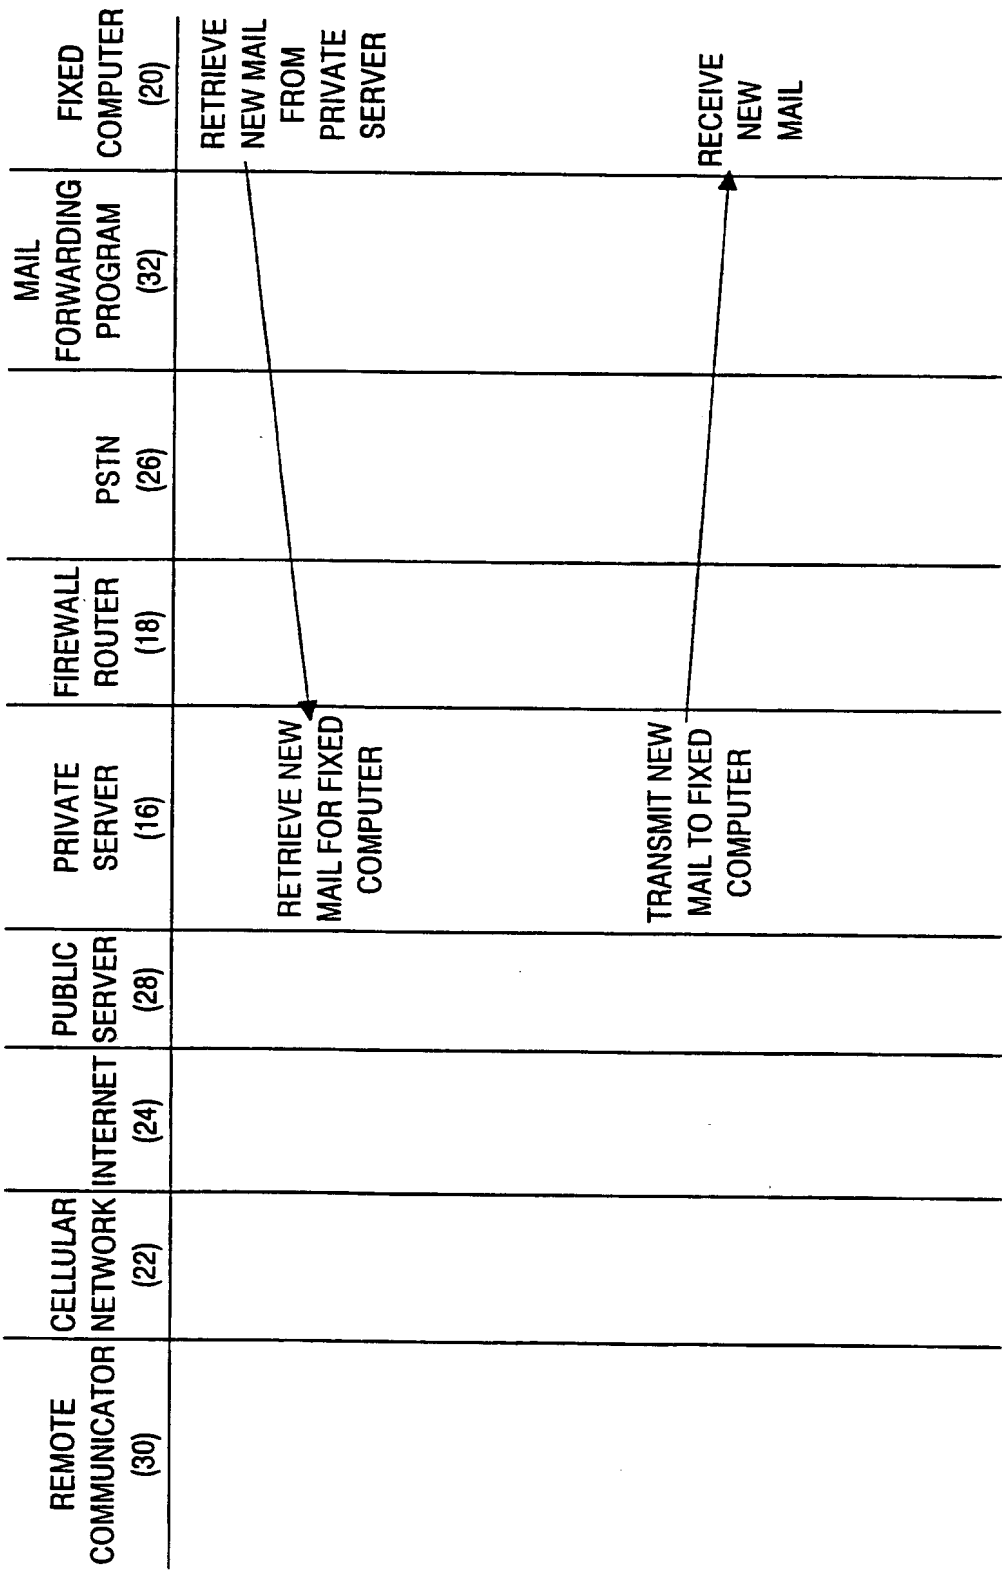 REMOTE
COMMUNICATOR
(30)
CELLULAR
NETWORK
(22)
INTERNET
(24)
PUBLIC
SERVER
(28)
PRIVATE
SERVER
(16)
FIREWALL
ROUTER
(18)
PSTN
(26)
MAIL
FORWARDING
PROGRAM
(32)
FIXED
COMPUTER
(20)
RETRIEVE
NEW MAIL
FROM
PRIVATE
SERVER
RETRIEVE NEW
MAIL FOR FIXED
COMPUTER
TRANSMIT NEW
MAIL TO FIXED
COMPUTER
RECEIVE
NEW
MAIL